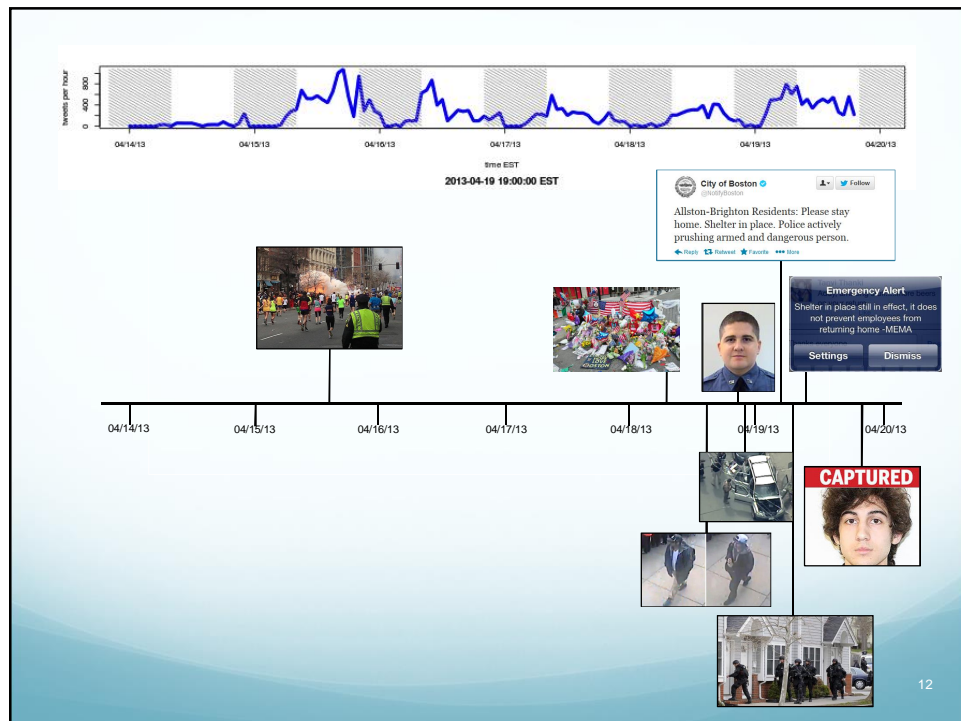 tweets per hour
800
400
0
04/14/13
04/15/13
04/16/13
04/17/13
04/18/13
04/19/13
04/20/13
time EST
2013-04-19 19:00:00 EST
City of Boston
@NotifyBoston
Follow
Allston-Brighton Residents: Please stay
home. Shelter in place. Police actively
prushing armed and dangerous person.
Reply Retweet Favorite More
Emergency Alert
Shelter in place still in effect, it does
not prevent employees from
returning home -MEMA
Settings Dismiss
BOSTON
04/14/13
04/15/13
04/16/13
04/17/13
04/18/13
04/19/13
04/20/13
CAPTURED
12